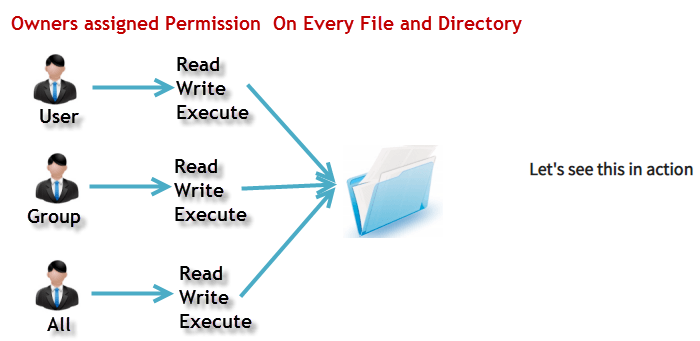 Owners assigned Permission On Every File and Directory
Read
Write
Execute
User
Let's see this in action
Read
Write
Execute
Group
Read
Write
Execute
All